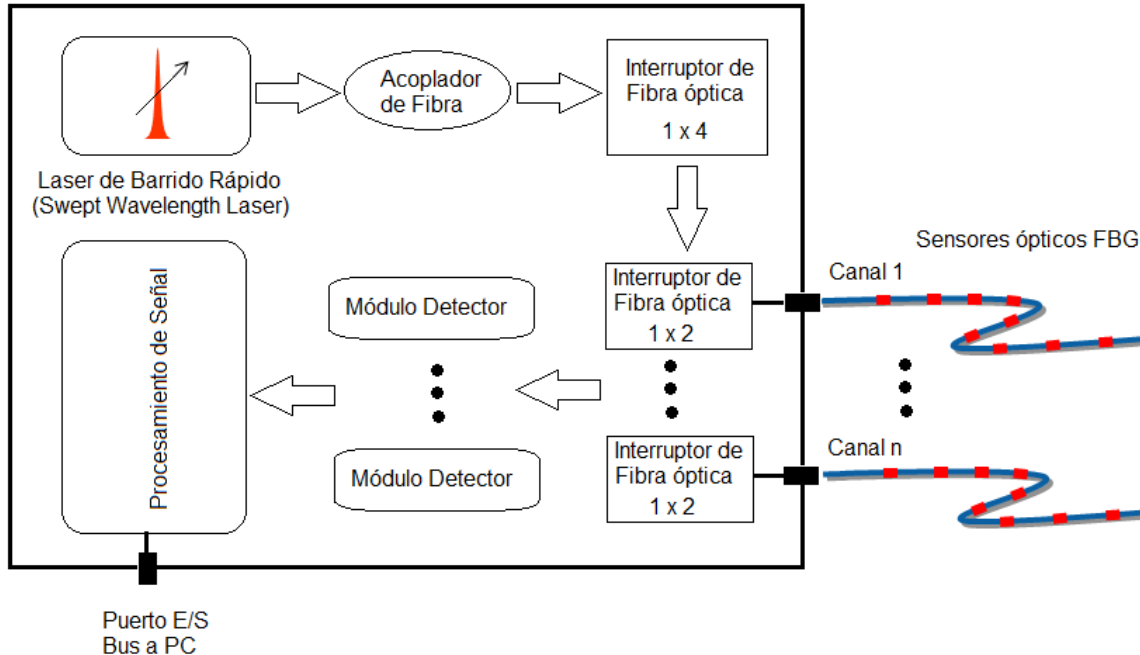 Acoplador
de Fibra
Interruptor de
Fibra óptica
1 x 4
Laser de Barrido Rápido
(Swept Wavelength Laser)
Sensores ópticos FBG
Procesamiento de Señal
Módulo Detector
Interruptor de
Fibra óptica
1 x 2
Canal 1
Módulo Detector
Interruptor de
Fibra óptica
1 x 2
Canal n
Puerto E/S
Bus a PC